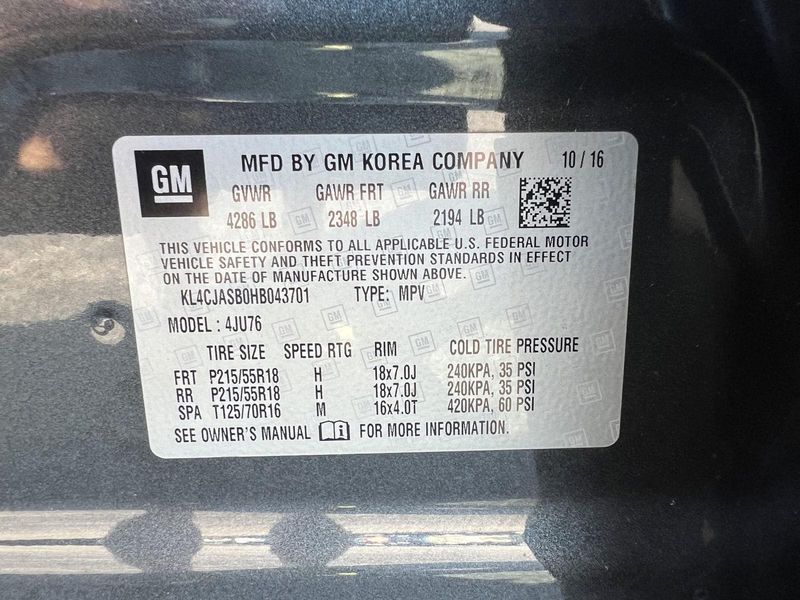 GM MFD BY GM KOREA COMPANY 10 / 16
GVWR GAWR FRT GAWR RR
4286 LB 2348 LB 2194 LB
THIS VEHICLE CONFORMS TO ALL APPLICABLE U.S. FEDERAL MOTOR
VEHICLE SAFETY AND THEFT PREVENTION STANDARDS IN EFFECT
ON THE DATE OF MANUFACTURE SHOWN ABOVE.
KL4CJASB0HB043701 TYPE: MPV
MODEL : 4JU76
TIRE SIZE SPEED RTG RIM COLD TIRE PRESSURE
FRT P215/55R18 H 18x7.0J 240KPA, 35 PSI
RR P215/55R18 H 18x7.0J 240KPA, 35 PSI
SPA T125/70R16 M 16x4.0T 420KPA, 60 PSI
SEE OWNER'S MANUAL FOR MORE INFORMATION.